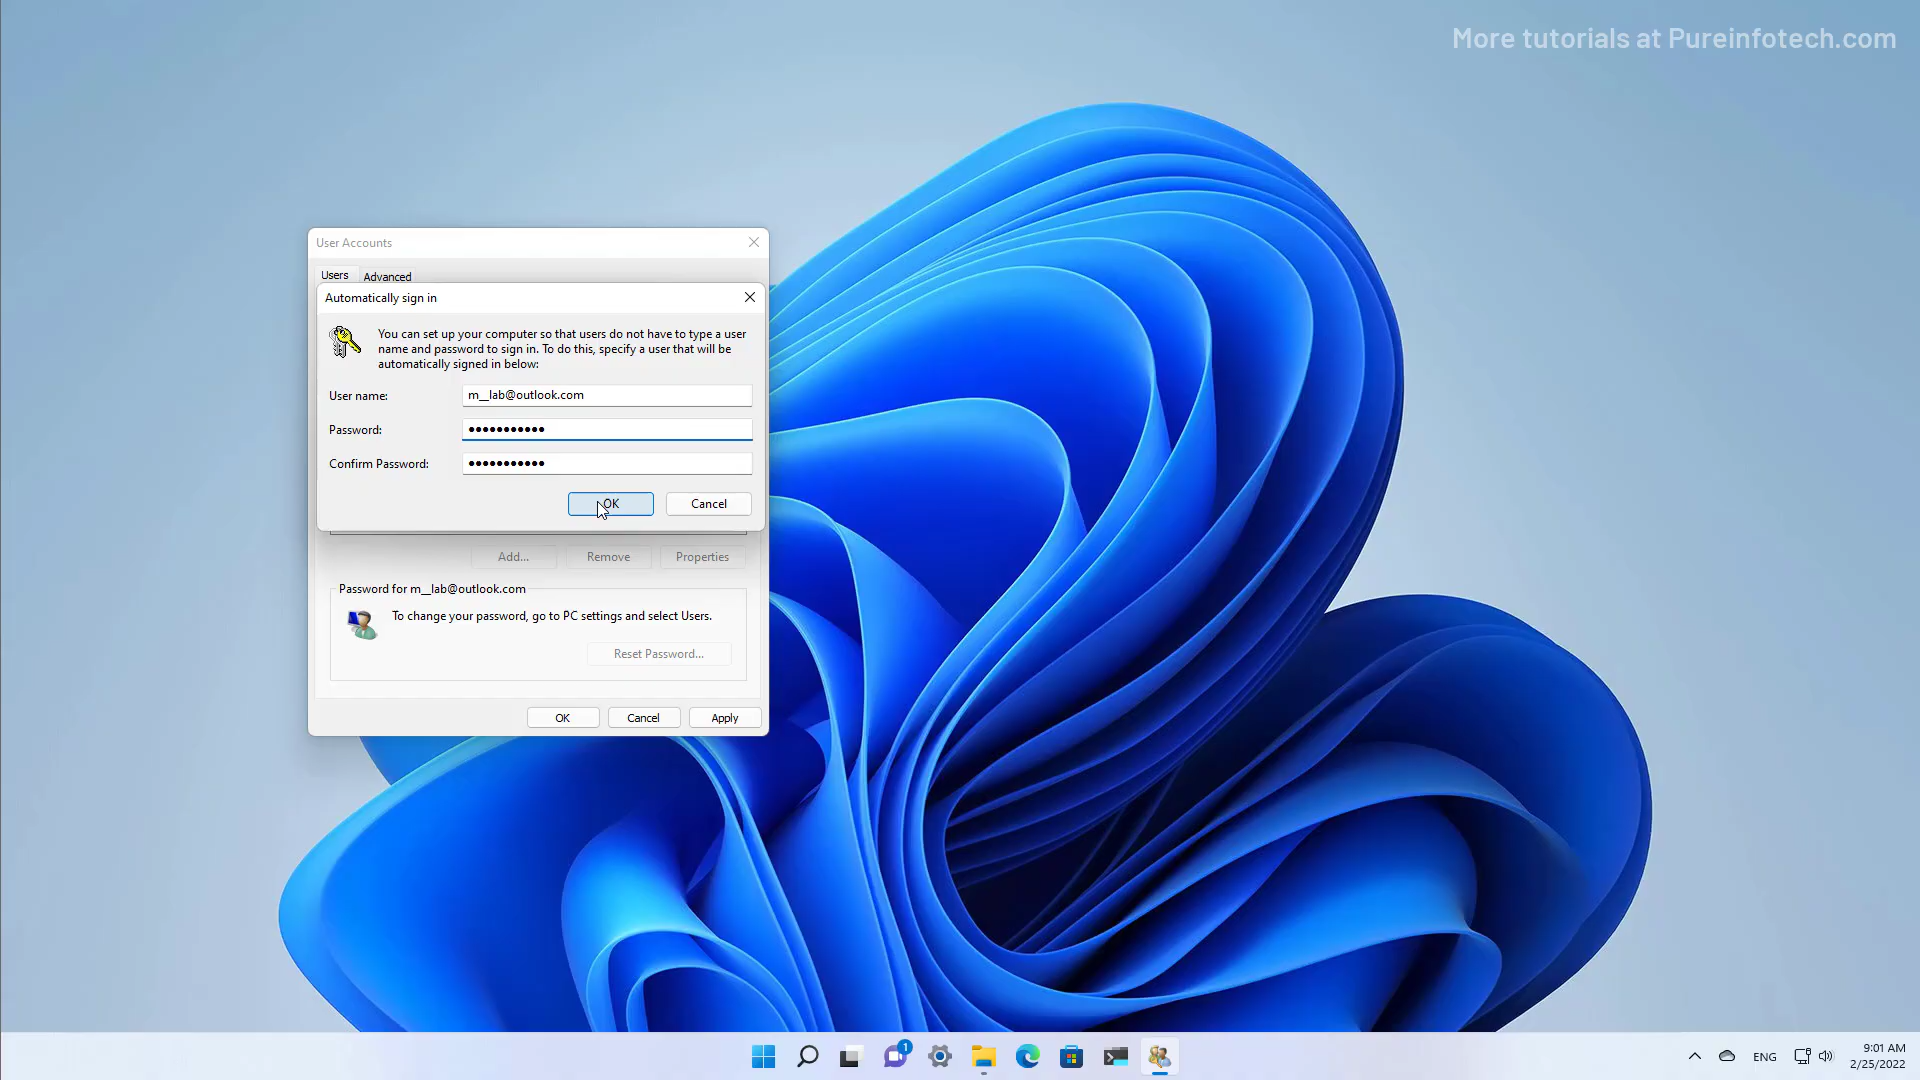 More tutorials at Pureinfotech.com
User Accounts
Users Advanced
Automatically sign in
You can set up your computer so that users do not have to type a user
name and password to sign in. To do this, specify a user that will be
automatically signed in below:
User name: m__lab@outlook.com
Password: ●●●●●●●●●●●
Confirm Password: ●●●●●●●●●●●
OK Cancel
Add... Remove Properties
Password for m__lab@outlook.com
To change your password, go to PC settings and select Users.
Reset Password...
OK Cancel Apply
1
ENG
9:01 AM
2/25/2022